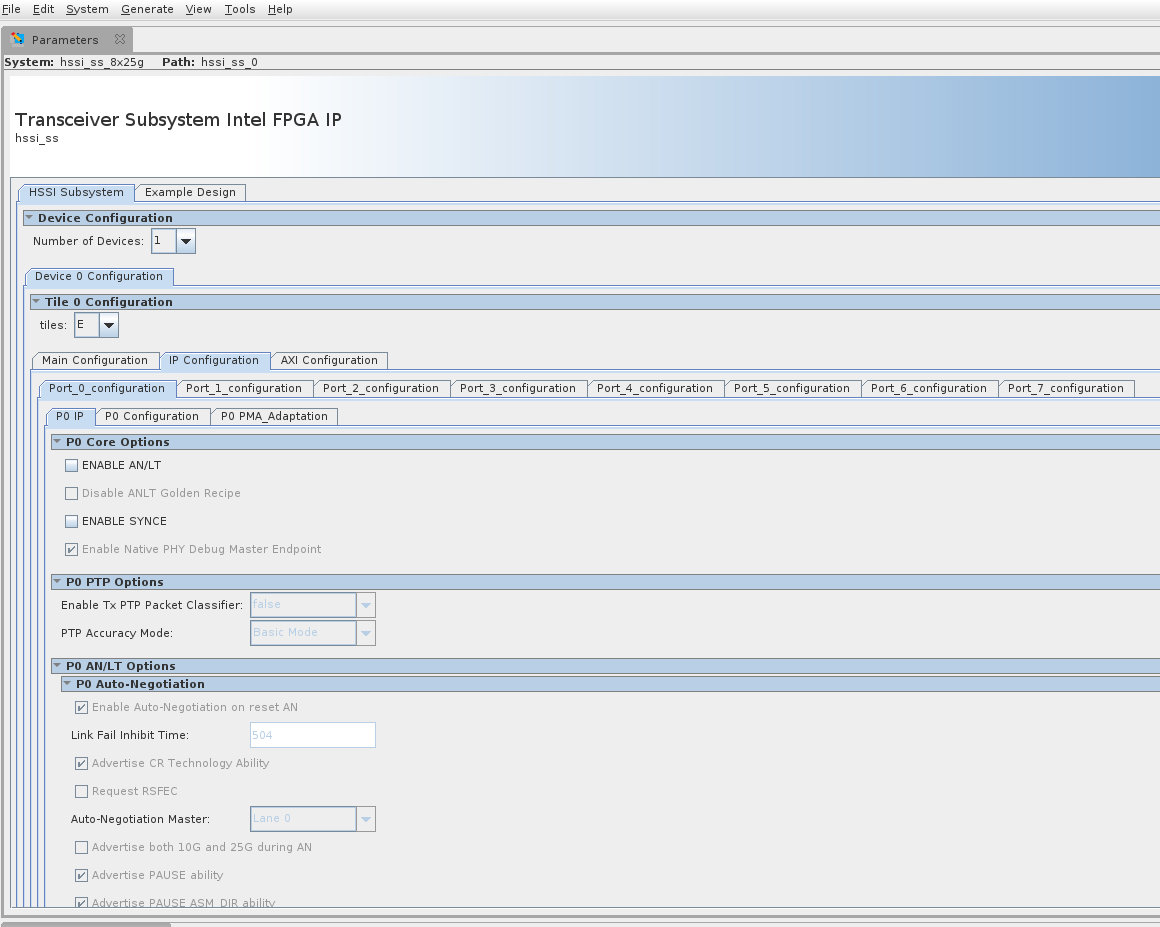 File Edit System Generate View Tools Help
Parameters
System: hssi_ss_8x25g Path: hssi_ss_0
Transceiver Subsystem Intel FPGA IP
hssi_ss
HSSI Subsystem Example Design
Device Configuration
Number of Devices: 1
Device 0 Configuration
Tile 0 Configuration
tiles: E
Main Configuration IP Configuration AXI Configuration
Port_0_configuration Port_1_configuration Port_2_configuration Port_3_configuration Port_4_configuration Port_5_configuration Port_6_configuration Port_7_configuration
P0 IP P0 Configuration P0 PMA_Adaptation
P0 Core Options
ENABLE AN/LT
Disable ANLT Golden Recipe
ENABLE SYNCE
Enable Native PHY Debug Master Endpoint
P0 PTP Options
Enable Tx PTP Packet Classifier: false
PTP Accuracy Mode: Basic Mode
P0 AN/LT Options
P0 Auto-Negotiation
Enable Auto-Negotiation on reset AN
Link Fail Inhibit Time: 504
Advertise CR Technology Ability
Request RSFEC
Auto-Negotiation Master: Lane 0
Advertise both 10G and 25G during AN
Advertise PAUSE ability
Advertise PAUSE ASM_DIR ability